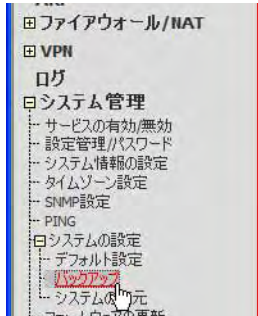 ファイアウォール/NAT
VPN
ログ
システム管理
サービスの有効/無効
設定管理/パスワード
システム情報の設定
タイムゾーン設定
SNMP設定
PING
システムの設定
デフォルト設定
バックアップ
システムの 元